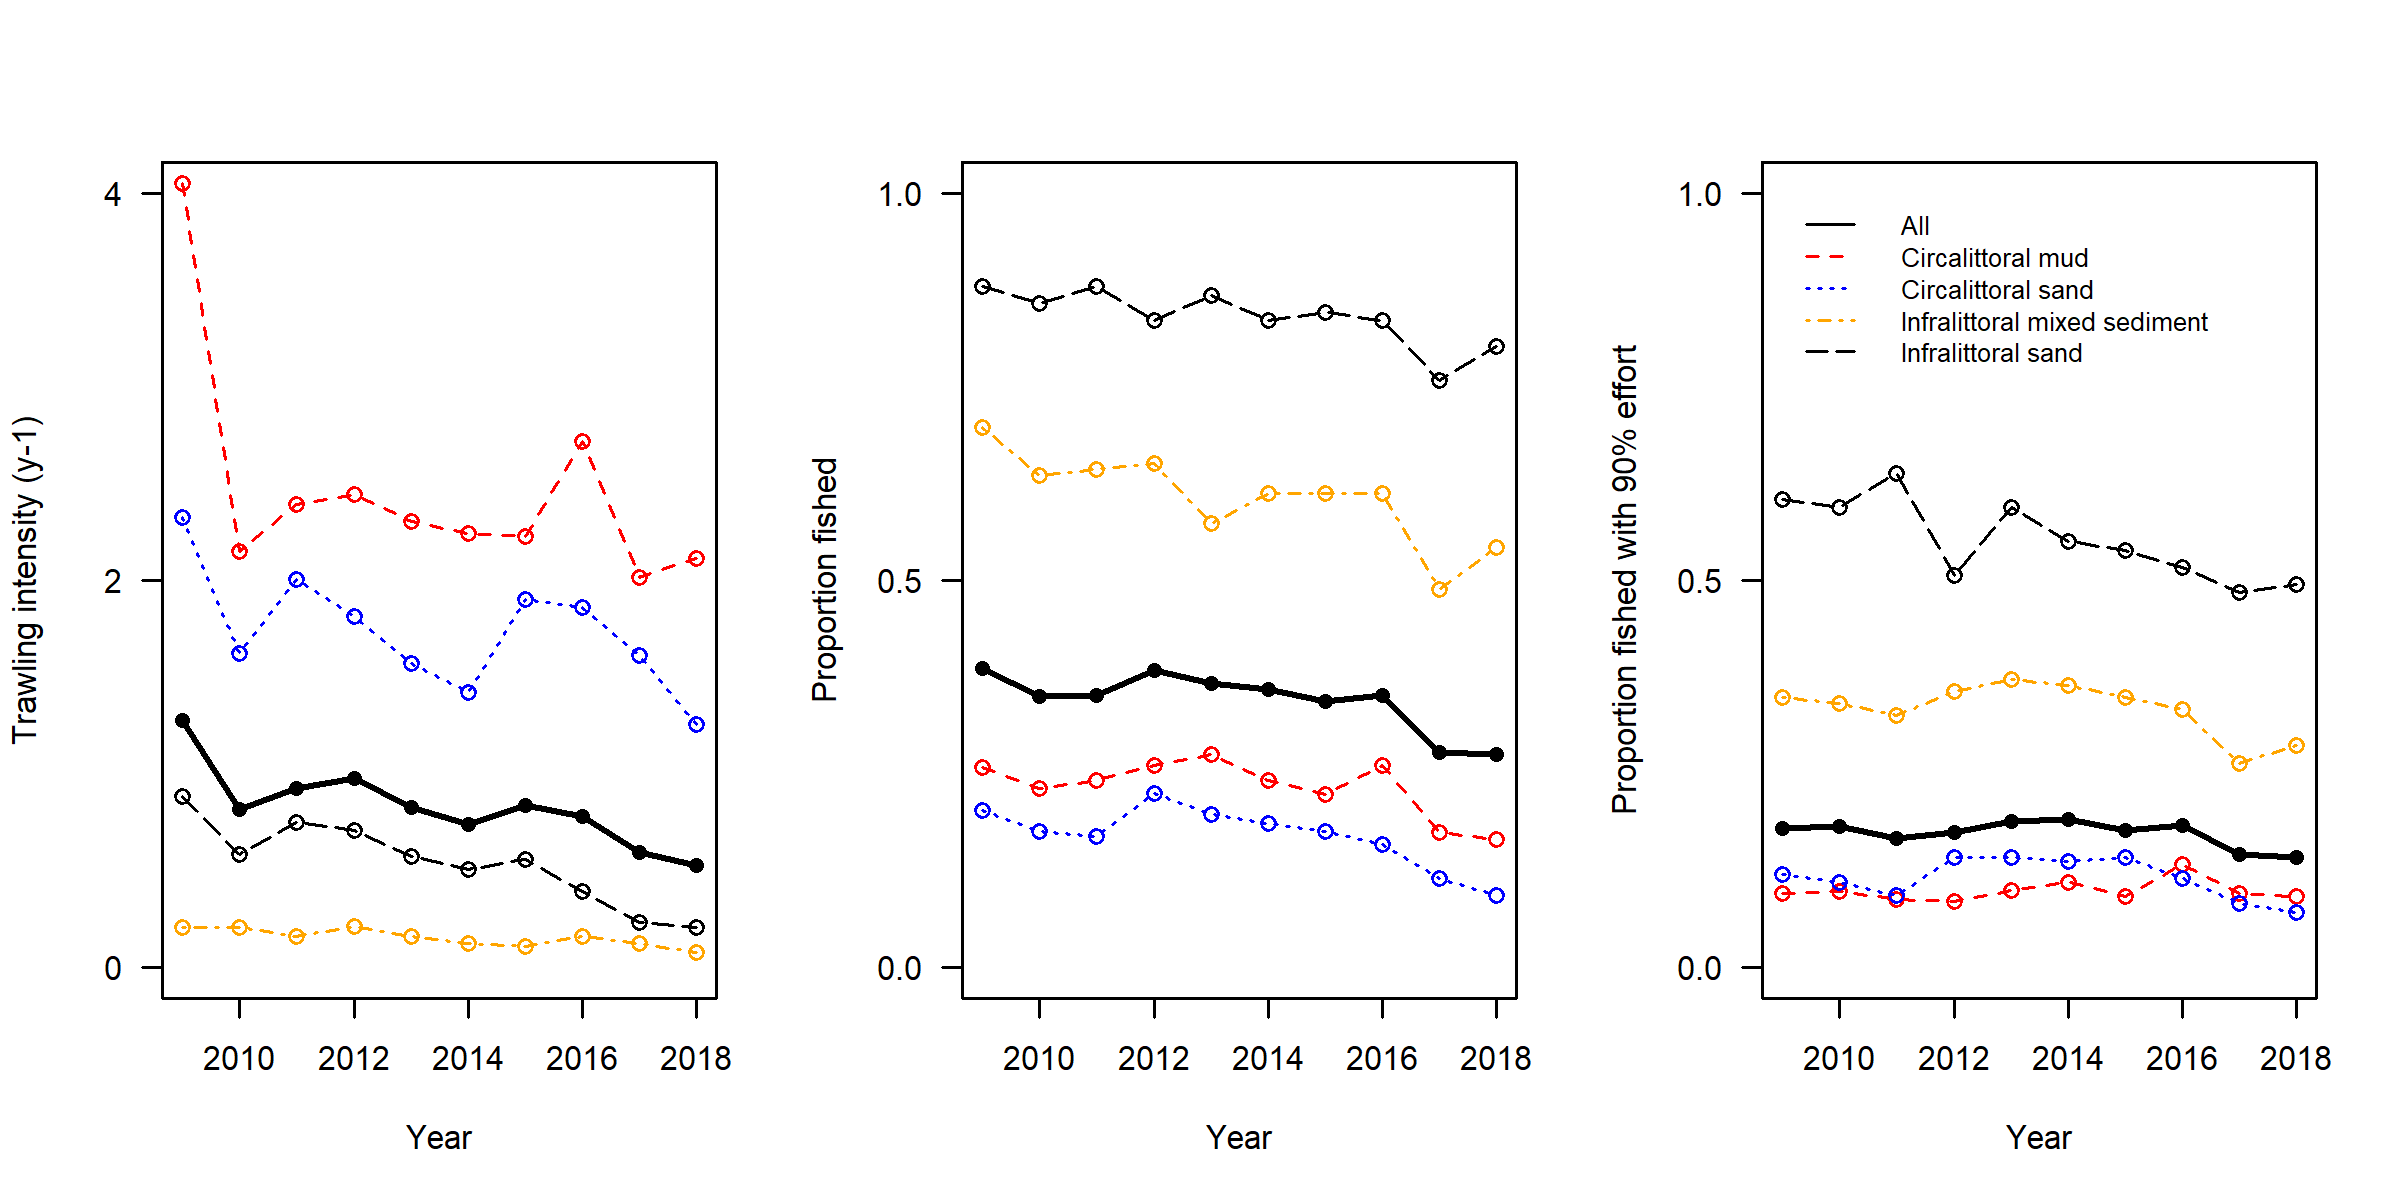 Trawling intensity (y-1)
4
2
0
2010 2012 2014 2016 2018
Year
Proportion fished
1.0
0.5
0.0
2010 2012 2014 2016 2018
Year
Proportion fished with 90% effort
1.0
0.5
0.0
All
Circalittoral mud
Circalittoral sand
Infralittoral mixed sediment
Infralittoral sand
2010 2012 2014 2016 2018
Year